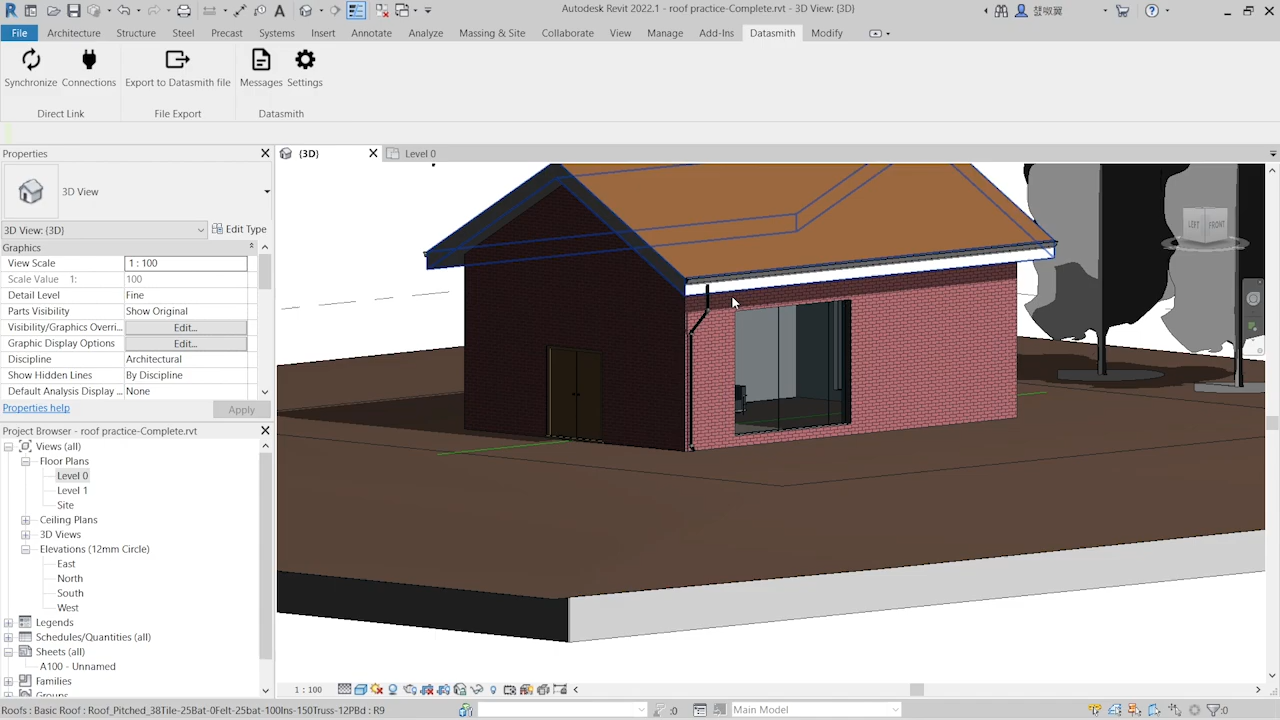 Autodesk Revit 2022.1 - roof practice-Complete.rvt - 3D View: {3D}
File Architecture Structure Steel Precast Systems Insert Annotate Analyze Massing & Site Collaborate View Manage Add-Ins Datasmith Modify
Synchronize Connections Export to Datasmith file Messages Settings
Direct Link File Export Datasmith
Properties
{3D}
Level 0
3D View
3D View: {3D}
Edit Type
Graphics
View Scale 1 : 100
Scale Value 1: 100
Detail Level Fine
Parts Visibility Show Original
Visibility/Graphics Overri... Edit...
Graphic Display Options Edit...
Discipline Architectural
Show Hidden Lines By Discipline
Default Analysis Display ... None
Properties help Apply
Project Browser - roof practice-Complete.rvt
Views (all)
Floor Plans
Level 0
Level 1
Site
Ceiling Plans
3D Views
Elevations (12mm Circle)
East
North
South
West
Legends
Schedules/Quantities (all)
Sheets (all)
A100 - Unnamed
Families
Groups
LEFT FRONT
1 : 100
Roofs : Basic Roof : Roof_Pitched_38Tile-25Bat-0Felt-25bat-100Ins-150Truss-12PBd : R9
:0
Main Model
:0